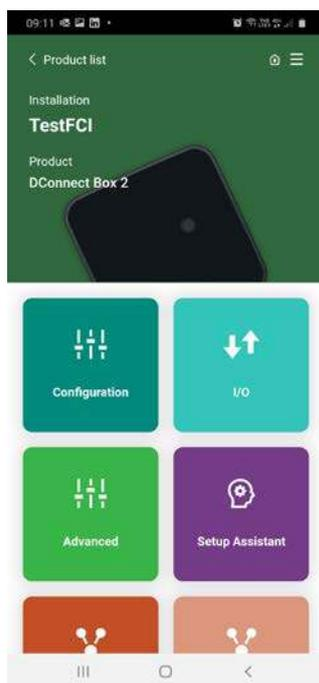 09:11
Product list
Installation
TestFCI
Product
DConnect Box 2
Configuration
I/O
Advanced
Setup Assistant